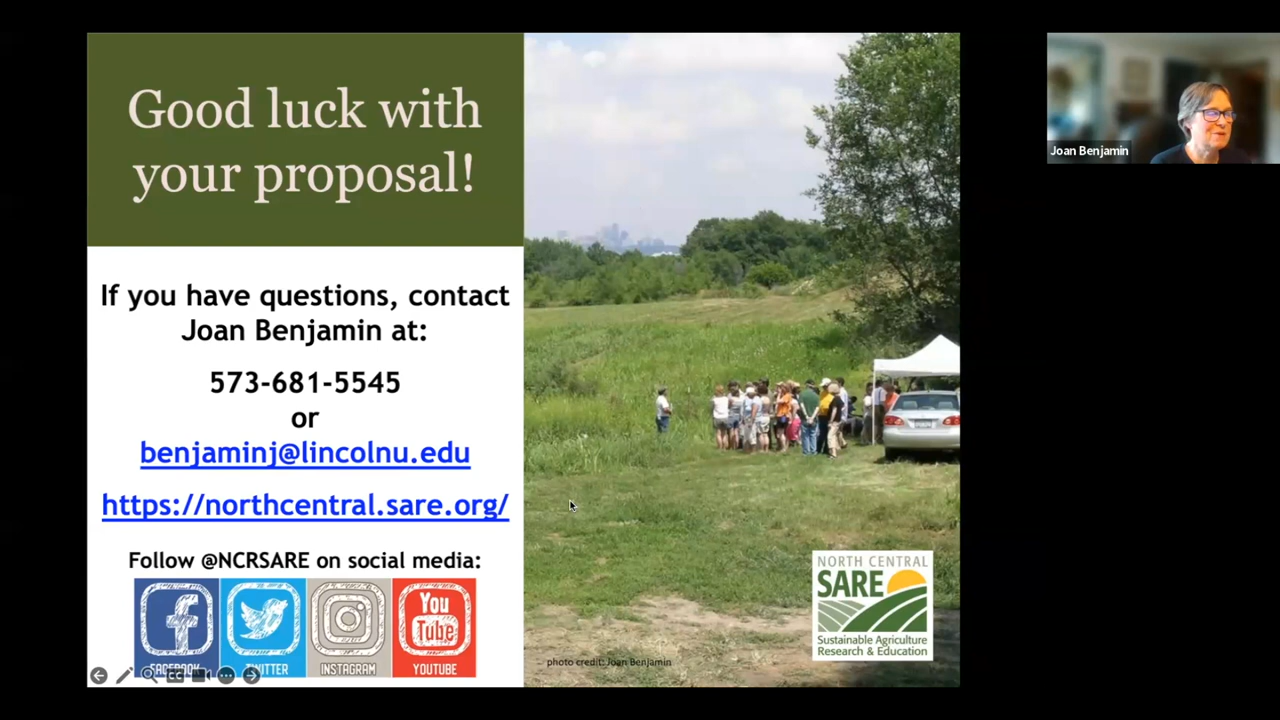 Good luck with
your proposal!
If you have questions, contact
Joan Benjamin at:
573-681-5545
or
benjaminj@lincolnu.edu
https://northcentral.sare.org/
Follow @NCRSARE on social media:
FACEBOOK
TWITTER
INSTAGRAM
You
Tube
YOUTUBE
CC
photo credit: Joan Benjamin
NORTH CENTRAL
SARE
Sustainable Agriculture
Research & Education
Joan Benjamin